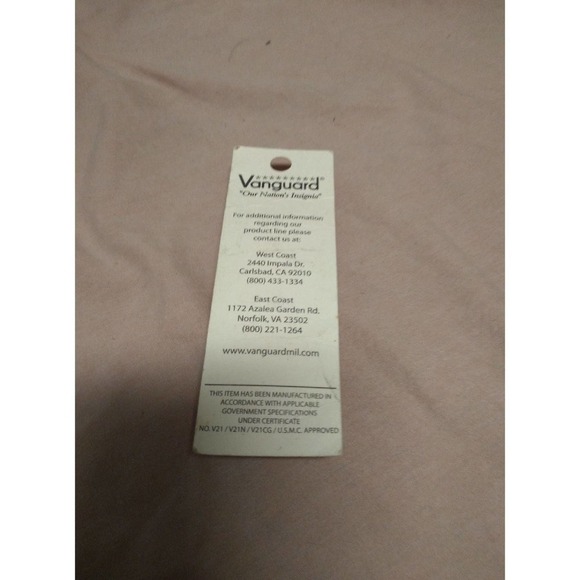 Vanguard®
"Our Nation's Insignia"
For additional information
regarding our
product line please
contact us at:
West Coast
2440 Impala Dr.
Carlsbad, CA 92010
(800) 433-1334
East Coast
1172 Azalea Garden Rd.
Norfolk, VA 23502
(800) 221-1264
www.vanguardmil.com
THIS ITEM HAS BEEN MANUFACTURED IN
ACCORDANCE WITH APPLICABLE
GOVERNMENT SPECIFICATIONS
UNDER CERTIFICATE
NO. V21 / V21N / V21CG / U.S.M.C. APPROVED